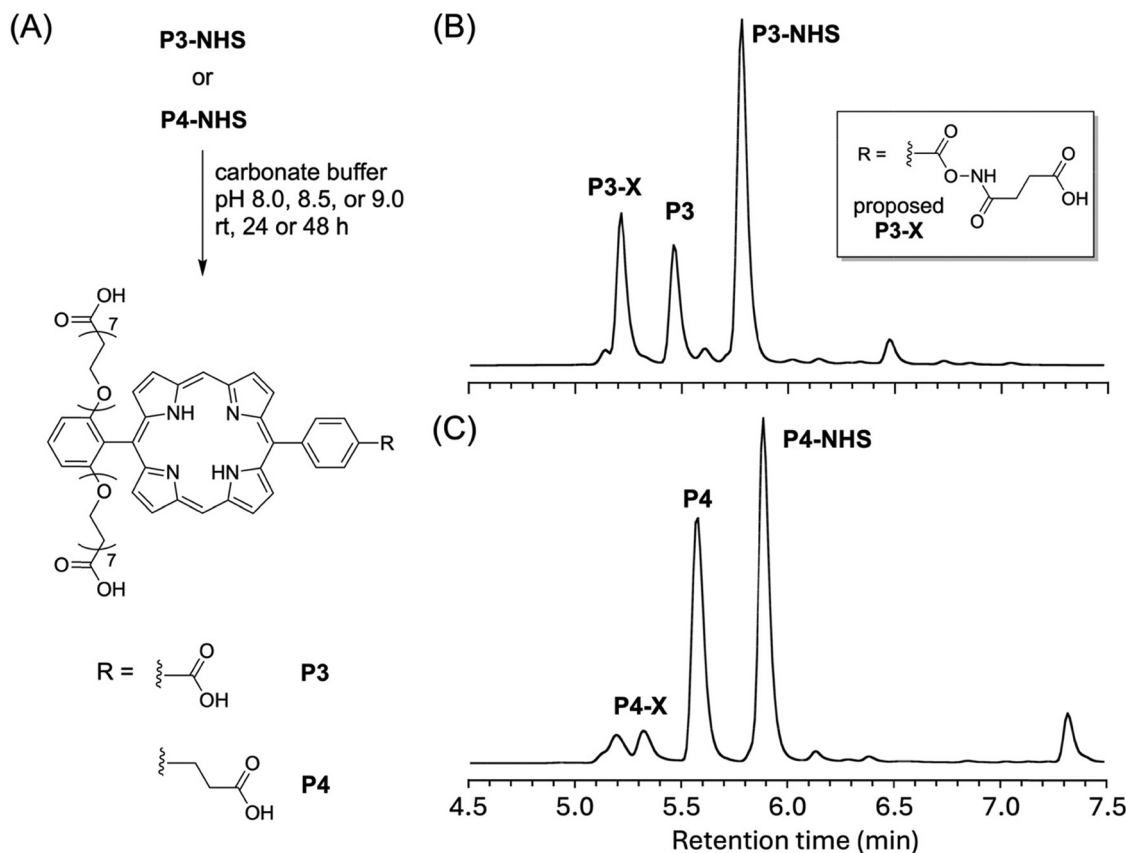 (A)
P3-NHS
or
P4-NHS
carbonate buffer
pH 8.0, 8.5, or 9.0
rt, 24 or 48 h
OH
O
7
O
NH
N
N
HN
R
O
7
O
OH
R =
O
OH
P3
O
OH
P4
(B)
P3-NHS
P3-X
P3
R =
O
O
NH
O
O
OH
proposed
P3-X
(C)
P4-NHS
P4
P4-X
4.5 5.0 5.5 6.0 6.5 7.0 7.5
Retention time (min)